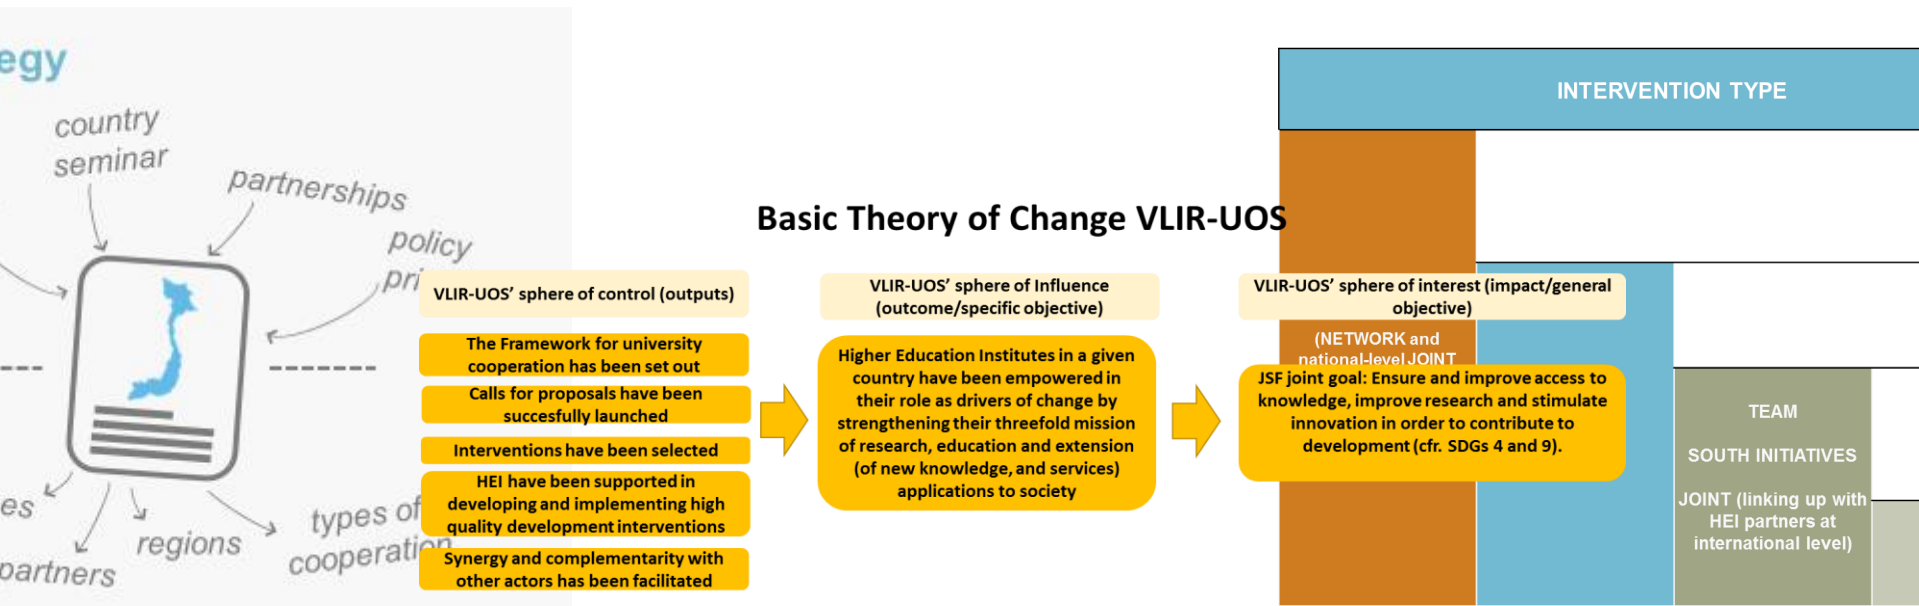 egy
country
seminar
partnerships
policy
es
partners
regions
types of
cooperation
Basic Theory of Change VLIR-UOS
VLIR-UOS’ sphere of control (outputs)
The Framework for university
cooperation has been set out
Calls for proposals have been
succesfully launched
Interventions have been selected
HEI have been supported in
developing and implementing high
quality development interventions
Synergy and complementarity with
other actors has been facilitated
VLIR-UOS’ sphere of Influence
(outcome/specific objective)
Higher Education Institutes in a given
country have been empowered in
their role as drivers of change by
strengthening their threefold mission
of research, education and extension
(of new knowledge, and services)
applications to society
VLIR-UOS’ sphere of interest (impact/general
objective)
JSF joint goal: Ensure and improve access to
knowledge, improve research and stimulate
innovation in order to contribute to
development (cfr. SDGs 4 and 9).
INTERVENTION TYPE
(NETWORK and
national-level JOINT
TEAM
SOUTH INITIATIVES
JOINT (linking up with
HEI partners at
international level)